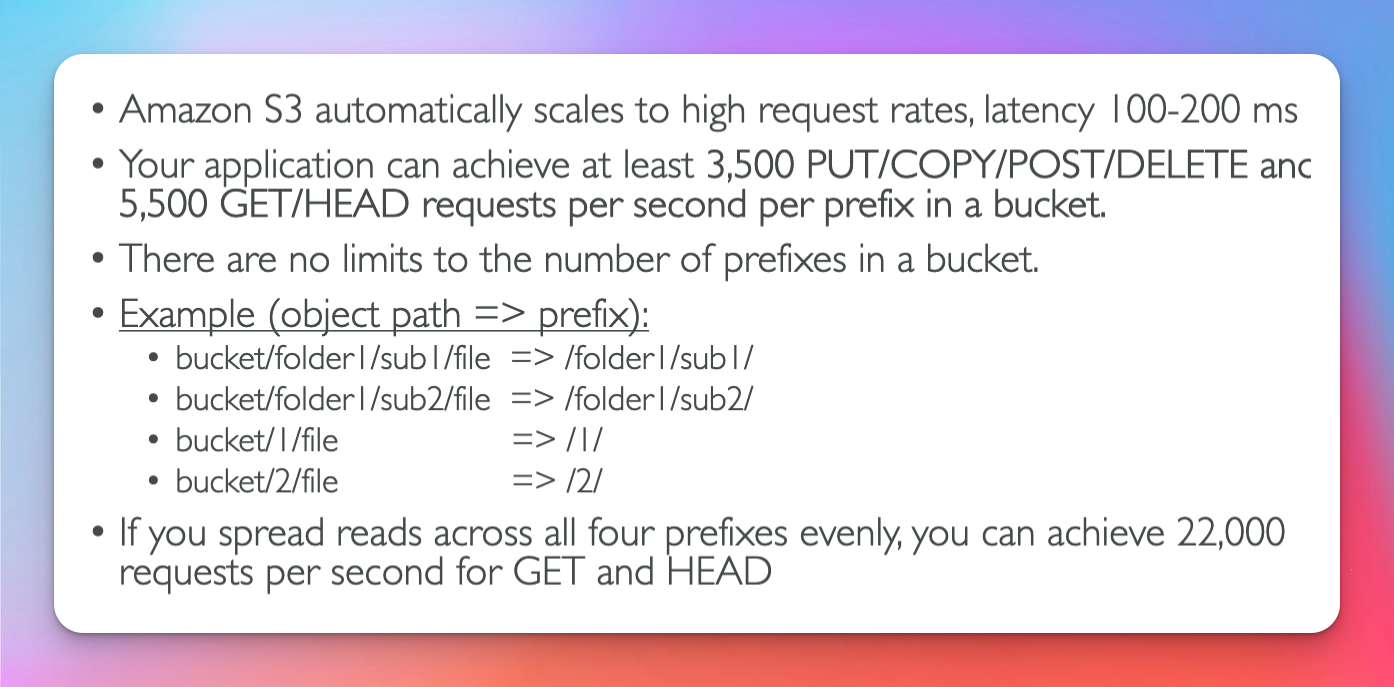 • Amazon S3 automatically scales to high request rates, latency 100-200 ms
• Your application can achieve at least 3,500 PUT/COPY/POST/DELETE and
5,500 GET/HEAD requests per second per prefix in a bucket.
• There are no limits to the number of prefixes in a bucket.
• Example (object path => prefix):
• bucket/folder1/sub1/file => /folder1/sub1/
• bucket/folder1/sub2/file => /folder1/sub2/
• bucket/1/file => /1/
• bucket/2/file => /2/
• If you spread reads across all four prefixes evenly, you can achieve 22,000
requests per second for GET and HEAD